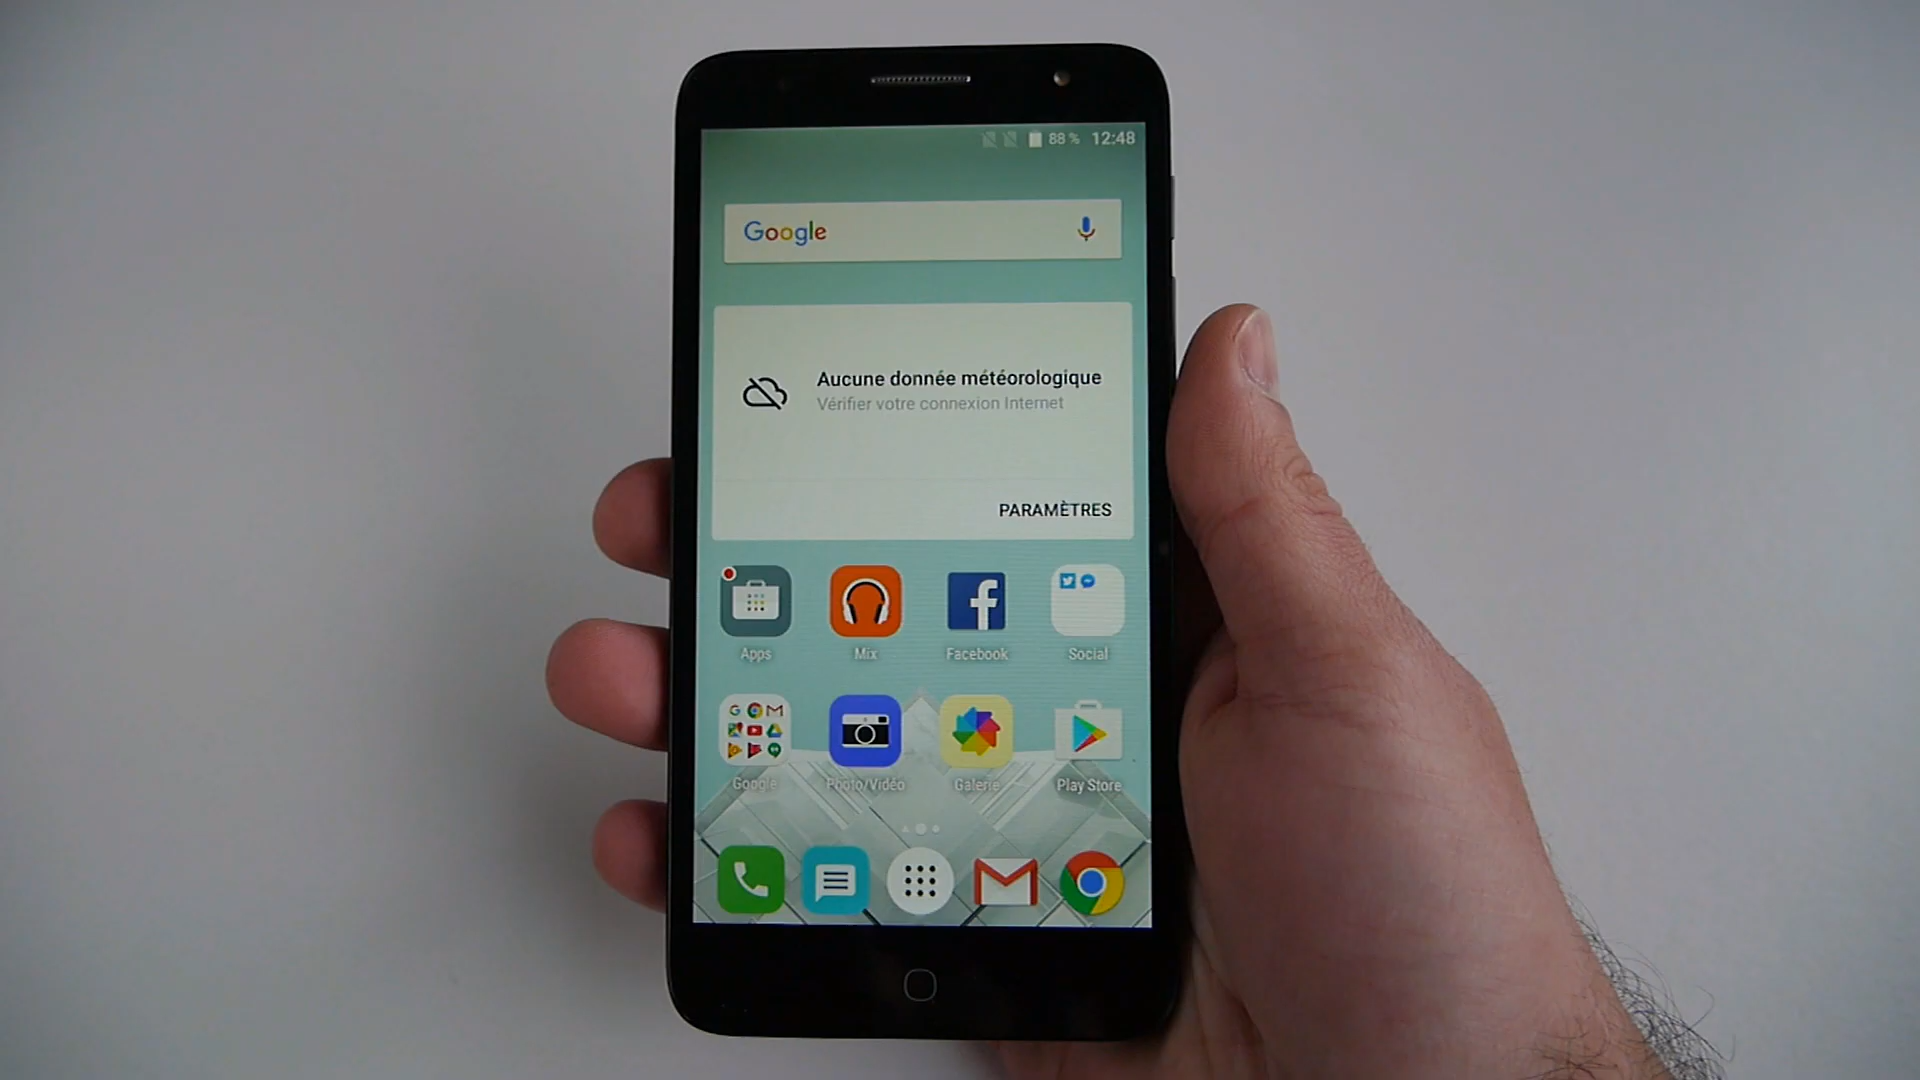 88 % 12:48
Google
Aucune donnée météorologique
Vérifier votre connexion Internet
PARAMÈTRES
Apps Mix Facebook Social
Google Photo/Vidéo Galerie Play Store